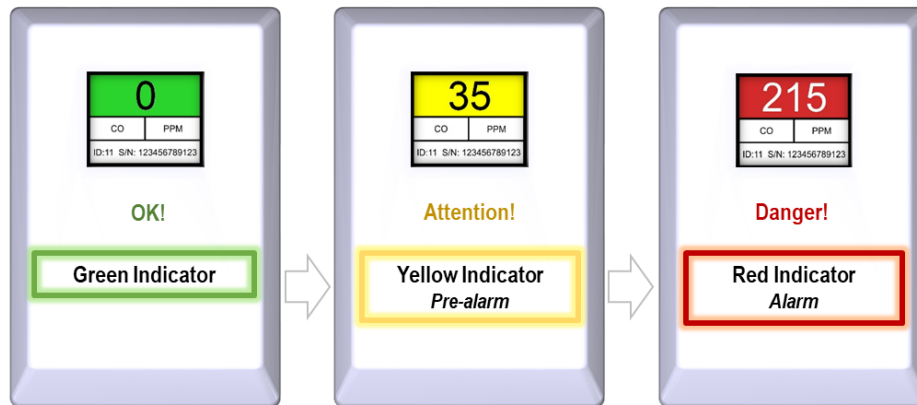 0
CO PPM
ID:11 S/N: 123456789123
OK!
Green Indicator
35
CO PPM
ID:11 S/N: 123456789123
Attention!
Yellow Indicator
Pre-alarm
215
CO PPM
ID:11 S/N: 123456789123
Danger!
Red Indicator
Alarm